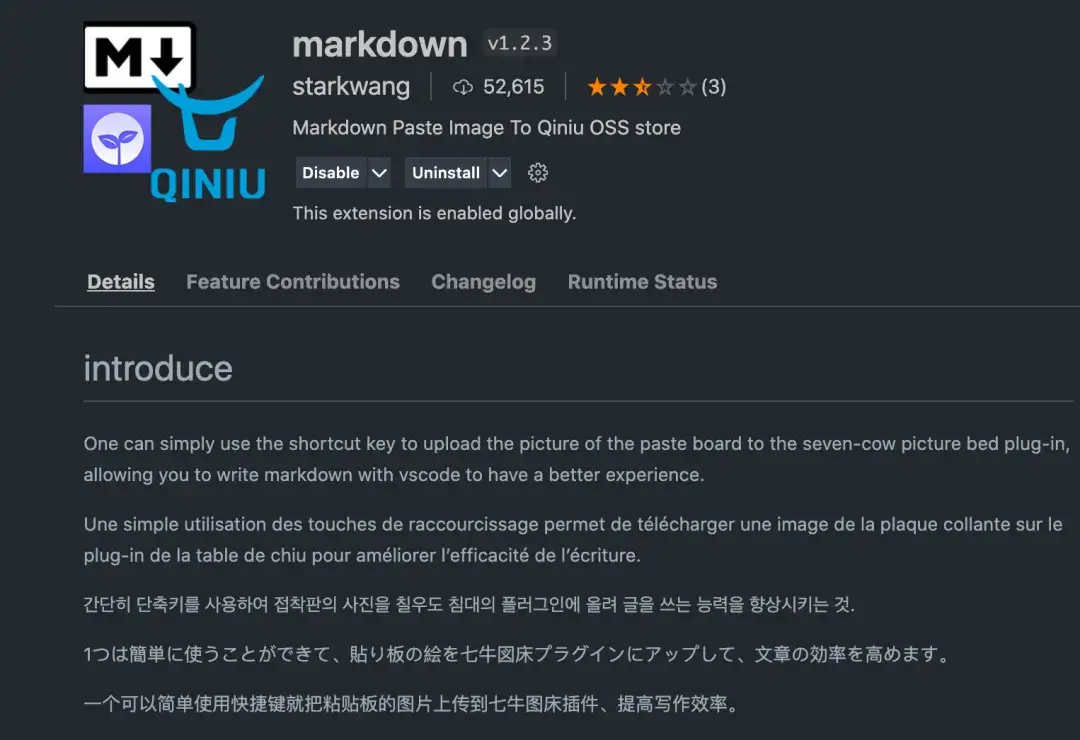 M
markdown v1.2.3
starkwang 52,615 (3)
Markdown Paste Image To Qiniu OSS store
QINIU
Disable Uninstall
This extension is enabled globally.
Details Feature Contributions Changelog Runtime Status
introduce
One can simply use the shortcut key to upload the picture of the paste board to the seven-cow picture bed plug-in,
allowing you to write markdown with vscode to have a better experience.
Une simple utilisation des touches de raccourcissage permet de télécharger une image de la plaque collante sur le
plug-in de la table de chiu pour améliorer l’efficacité de l’écriture.
간단히 단축키를 사용하여 접착판의 사진을 칠우도 침대의 플러그인에 올려 글을 쓰는 능력을 향상시키는 것.
1つは簡単に使うことができて、貼り板の絵を七牛図床プラグインにアップして、文章の効率を高めます。
一个可以简单使用快捷键就把粘贴板的图片上传到七牛图床插件、提高写作效率。